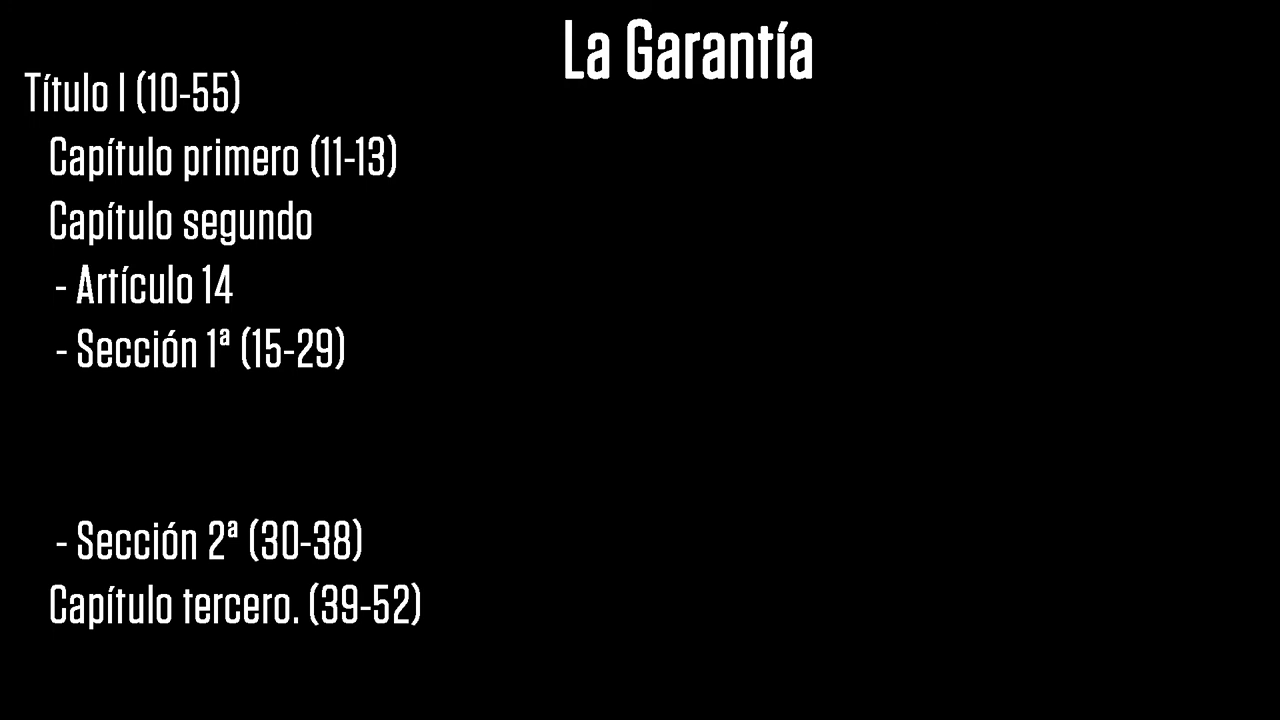 La Garantía
Título I (10-55)
Capítulo primero (11-13)
Capítulo segundo
- Artículo 14
- Sección 1ª (15-29)
- Sección 2ª (30-38)
Capítulo tercero. (39-52)